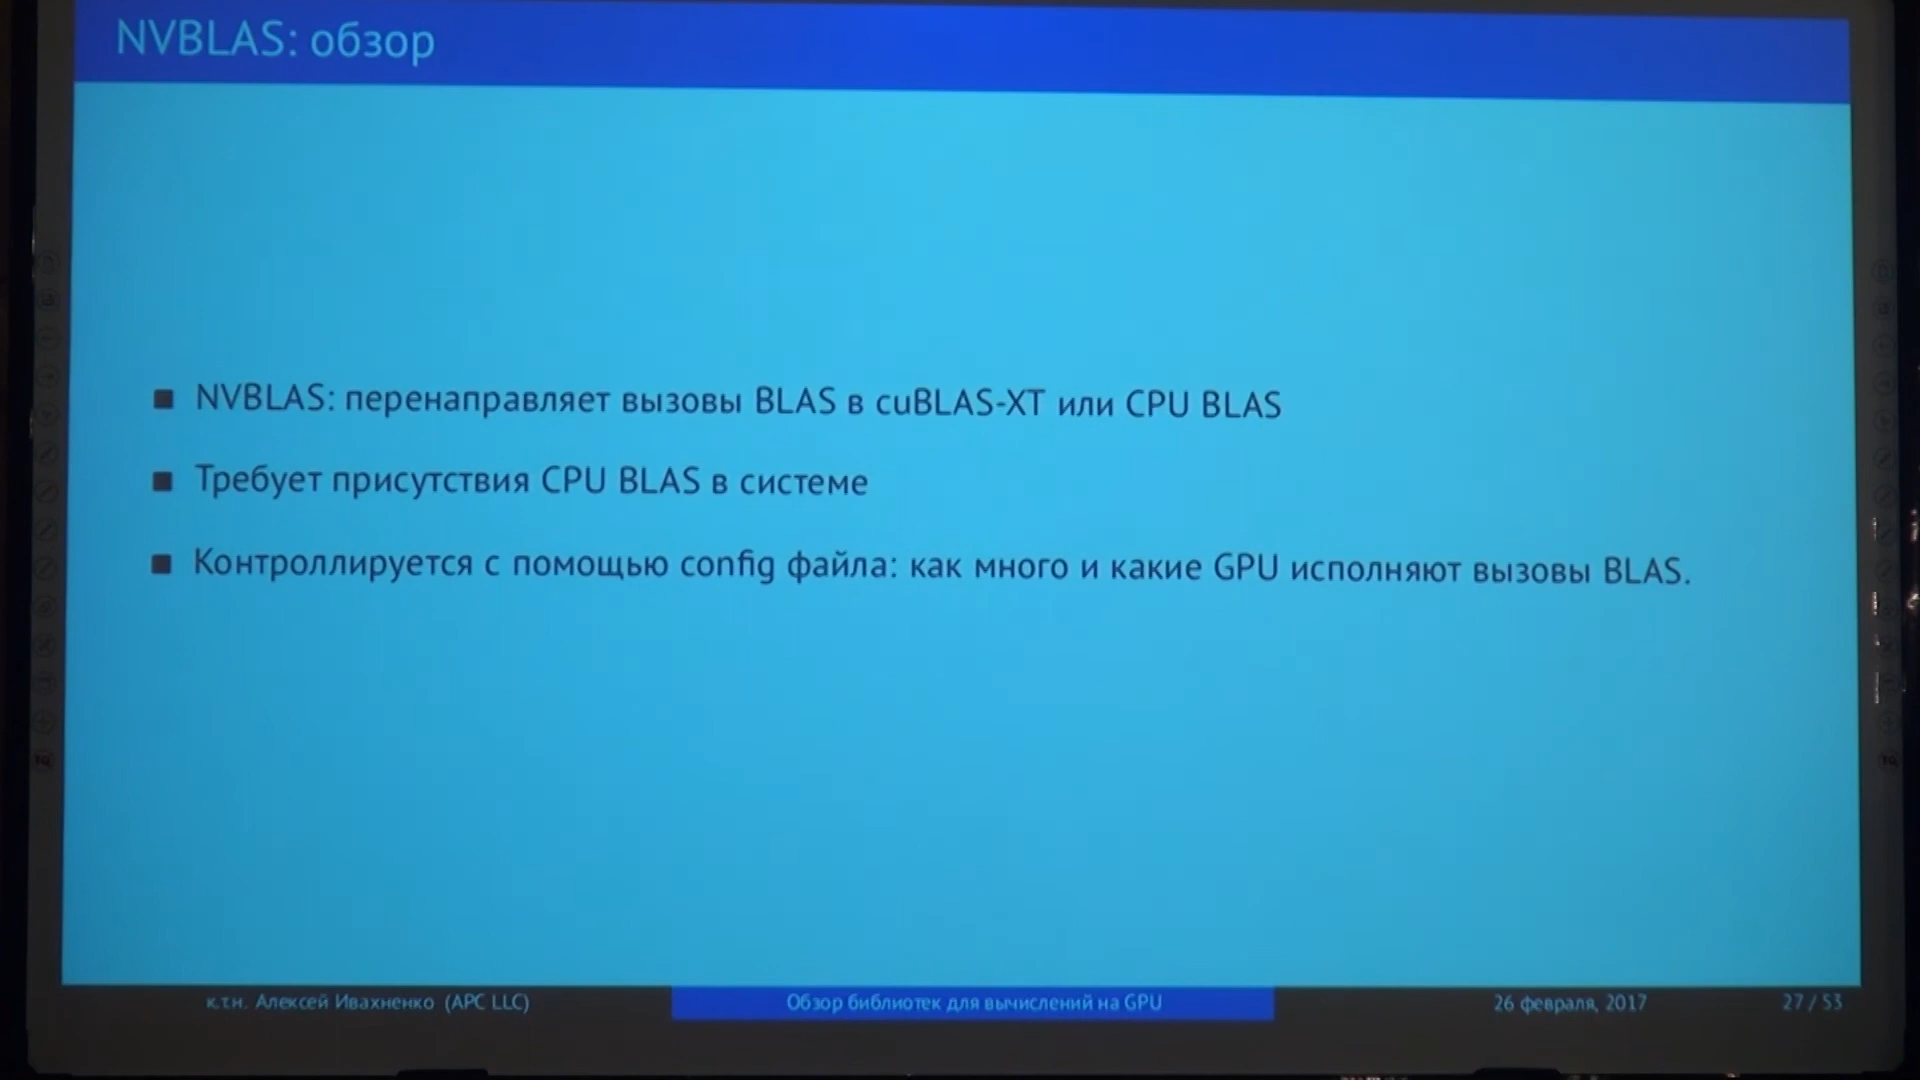 NVBLAS: обзор
NVBLAS: перенаправляет вызовы BLAS в cuBLAS-XT или CPU BLAS
Требует присутствия CPU BLAS в системе
Контроллируется с помощью config файла: как много и какие GPU исполняют вызовы BLAS.
к.т.н. Алексей Ивахненко (APC LLC) Обзор библиотек для вычислений на GPU 26 февраля, 2017 27 / 53